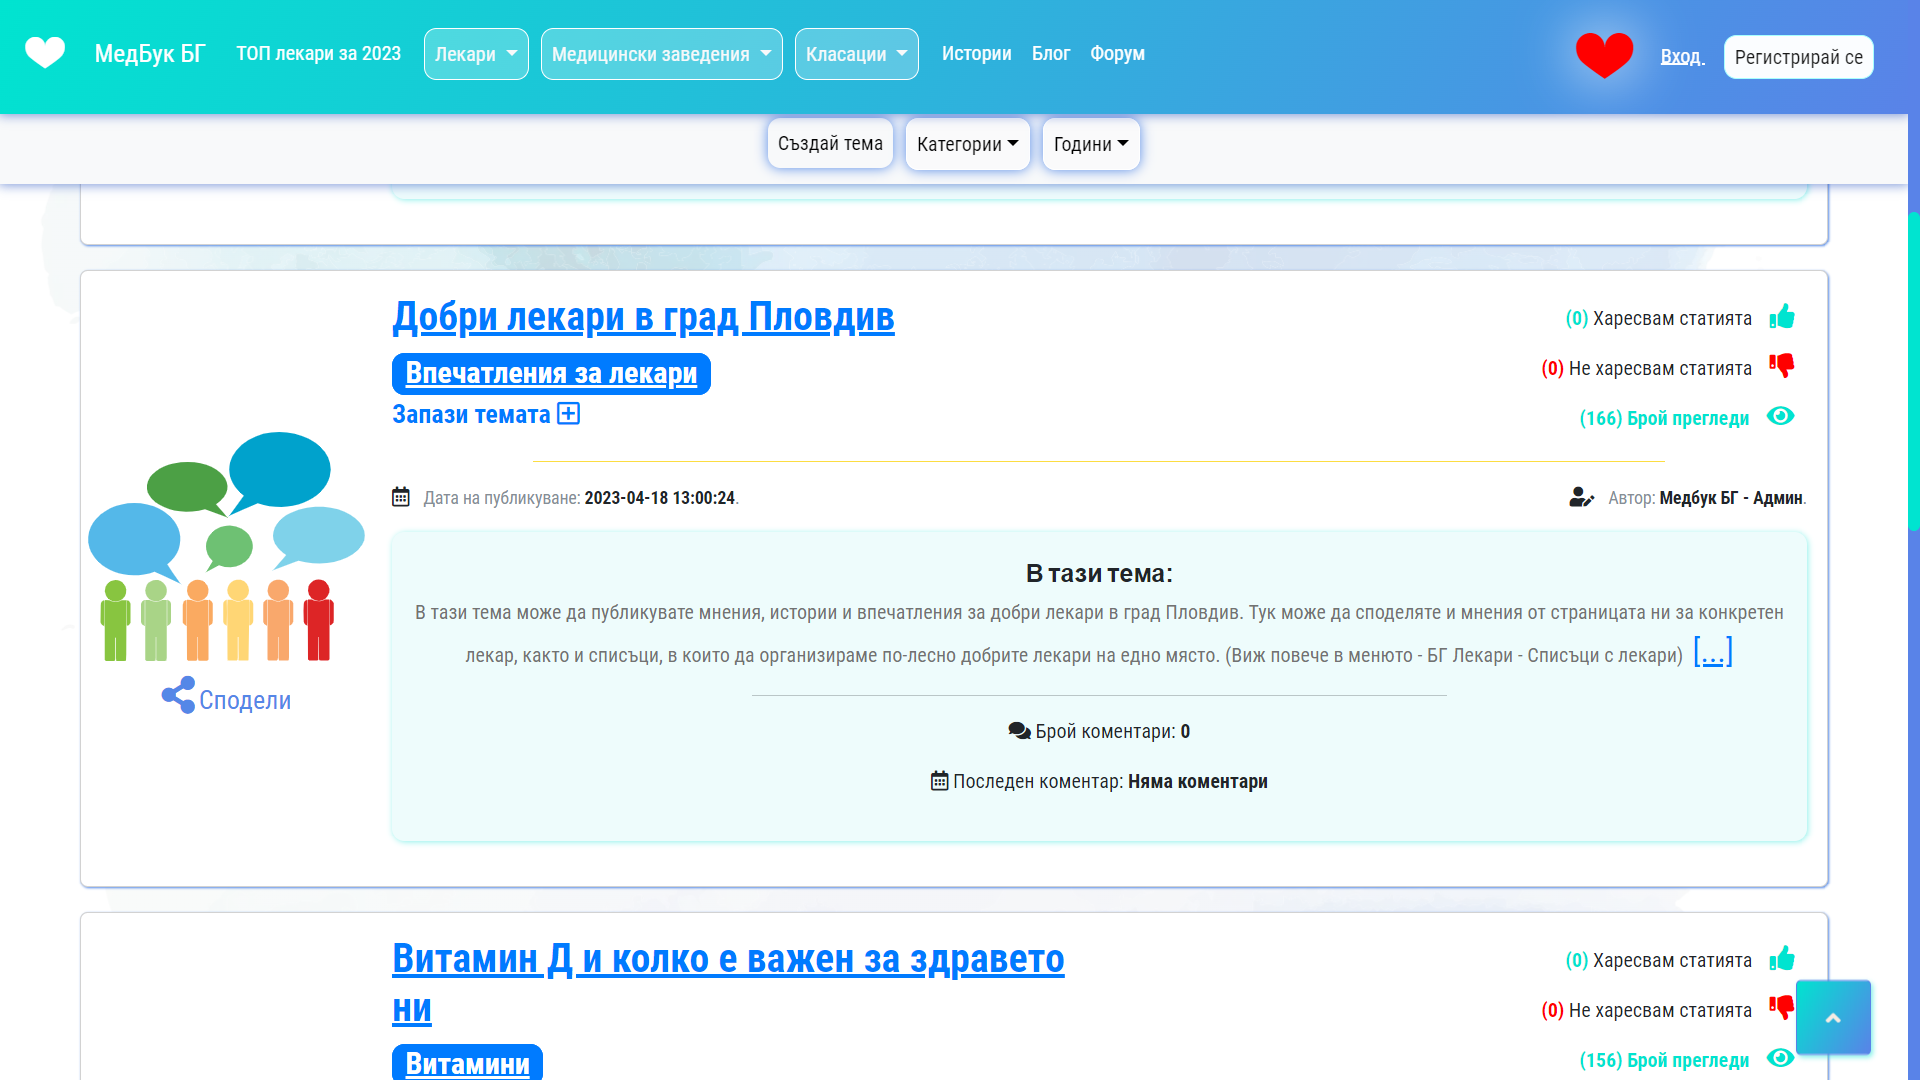 МедБук БГ ТОП лекари за 2023 Лекари Медицински заведения Класации Истории Блог Форум Вход Регистрирай се
Създай тема Категории Години
Добри лекари в град Пловдив
Впечатления за лекари
Запази темата
(0) Харесвам статията
(0) Не харесвам статията
(166) Брой прегледи
Дата на публикуване: 2023-04-18 13:00:24.
Автор: Медбук БГ - Админ.
Сподели
В тази тема:
В тази тема може да публикувате мнения, истории и впечатления за добри лекари в град Пловдив. Тук може да споделяте и мнения от страницата ни за конкретен
лекар, както и списъци, в които да организираме по-лесно добрите лекари на едно място. (Виж повече в менюто - БГ Лекари - Списъци с лекари) [...]
Брой коментари: 0
Последен коментар: Няма коментари
Витамин Д и колко е важен за здравето
ни
Витамини
(0) Харесвам статията
(0) Не харесвам статията
(156) Брой прегледи